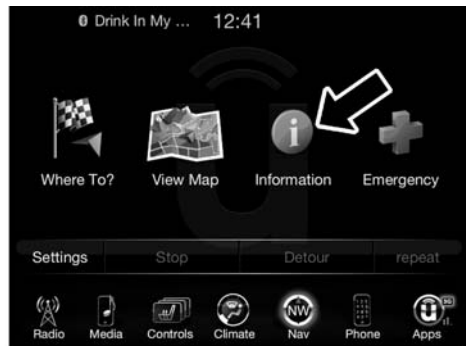 Drink In My ... 12:41
Where To? View Map Information Emergency
Settings Stop Detour repeat
NW
Radio Media Controls Climate Nav Phone Apps